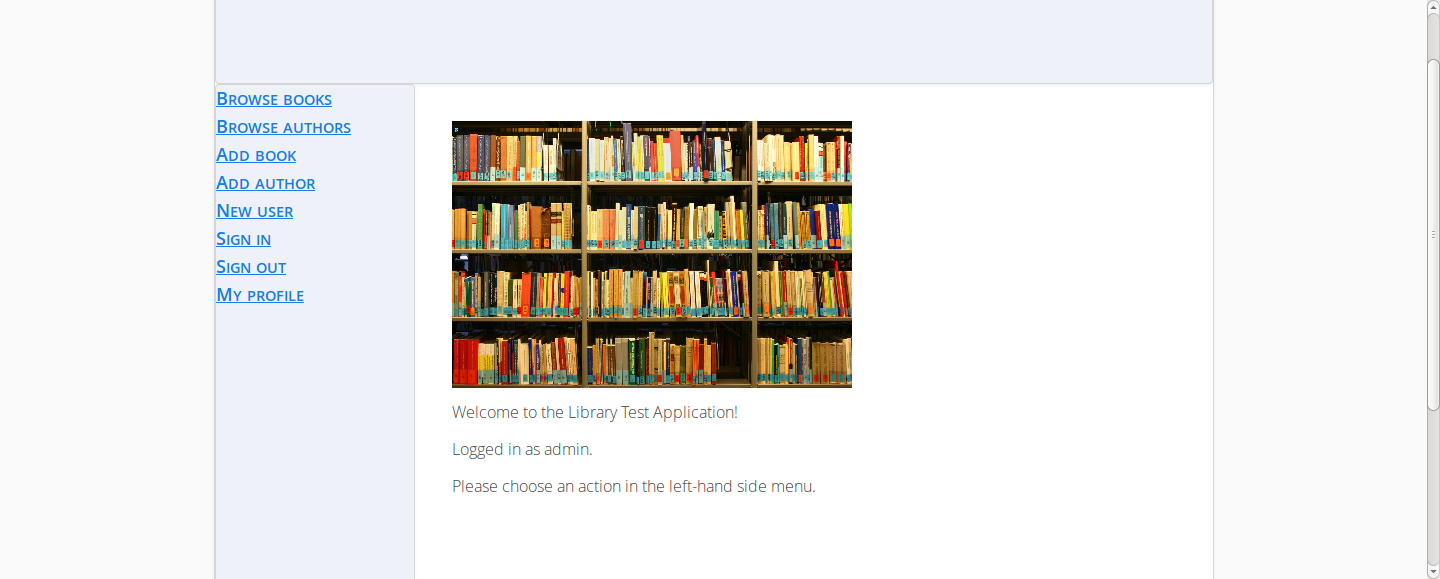 Browse books
Browse authors
Add book
Add author
New user
Sign in
Sign out
My profile
Welcome to the Library Test Application!
Logged in as admin.
Please choose an action in the left-hand side menu.